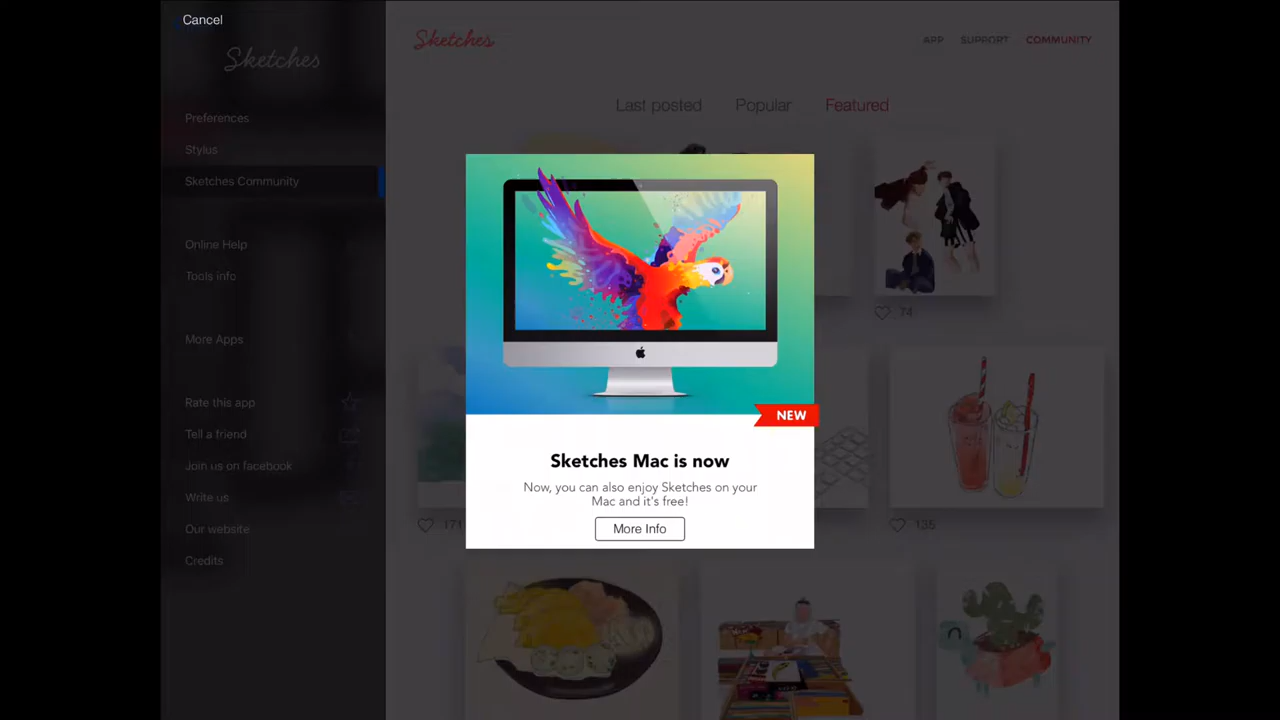 Cancel
Sketches
Preferences
Stylus
Sketches Community
Online Help
Tools info
More Apps
Rate this app
Tell a friend
Join us on facebook
Write us
Our website
Credits
Sketches
APP SUPPORT COMMUNITY
Last posted Popular Featured
74
171
135
NEW
Sketches Mac is now
Now, you can also enjoy Sketches on your
Mac and it's free!
More Info